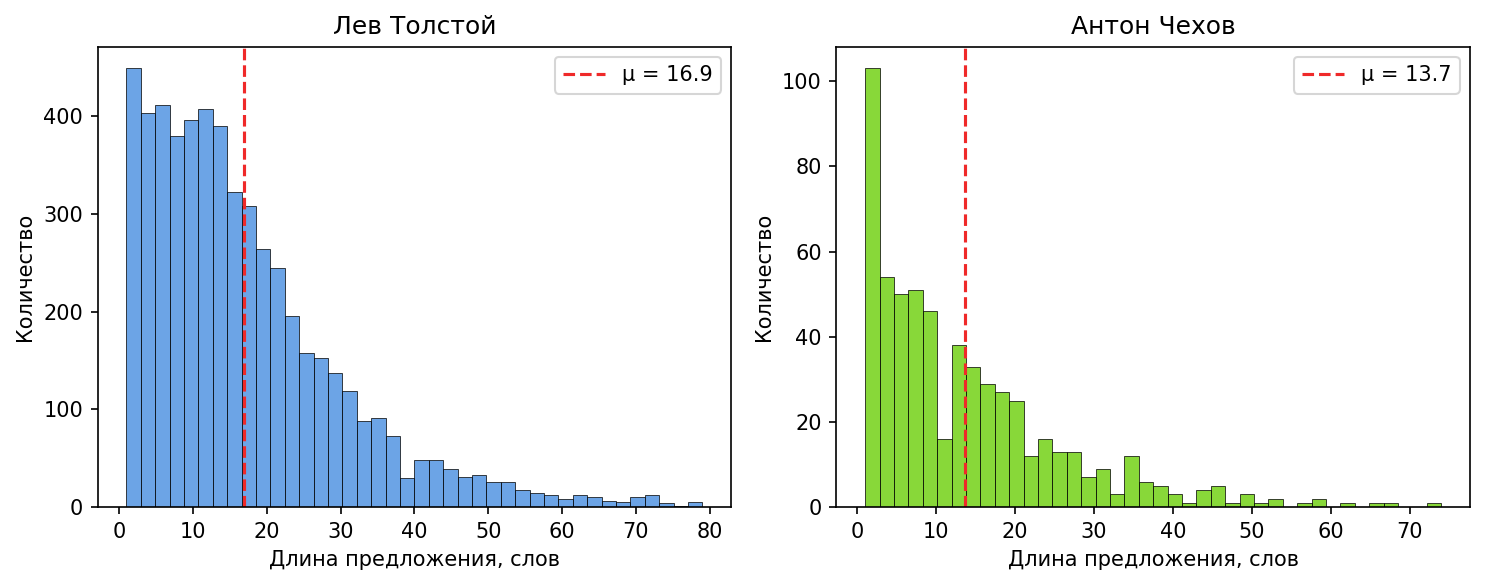 Лев Толстой
μ = 16.9
Количество
400
300
200
100
0
0 10 20 30 40 50 60 70 80
Длина предложения, слов
Антон Чехов
μ = 13.7
Количество
100
80
60
40
20
0
0 10 20 30 40 50 60 70
Длина предложения, слов